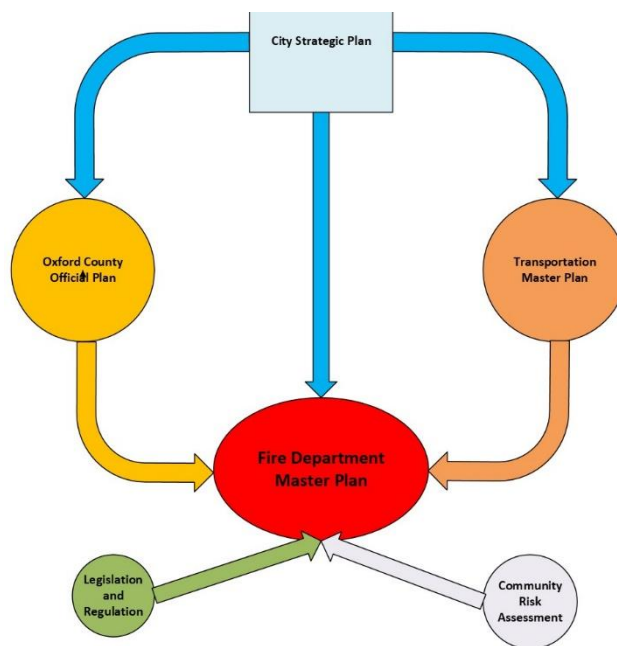 City Strategic Plan
Oxford County
Official Plan
Transportation
Master Plan
Fire Department
Master Plan
Legislation
and
Regulation
Community
Risk
Assessment